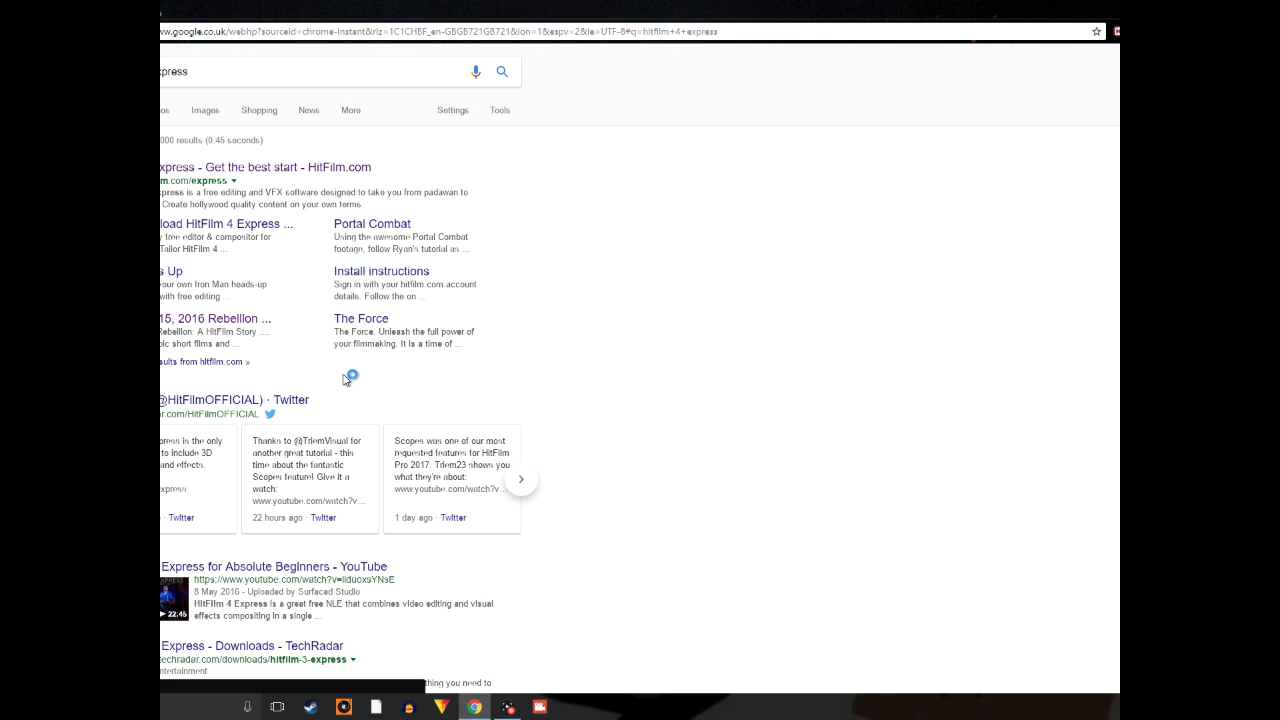 ww.google.co.uk/webhp?sourceid=chrome-instant&rlz=1C1CHBF_en-GBGB721GB721&ion=1&espv=2&ie=UTF-8#q=hitfilm+4+express
xpress
os Images Shopping News More Settings Tools
000 results (0.45 seconds)
xpress - Get the best start - HitFilm.com
m.com/express
xpress is a free editing and VFX software designed to take you from padawan to
Create hollywood quality content on your own terms.
load HitFilm 4 Express ...
y free editor & compositor for
Tailor HitFilm 4 ...
Portal Combat
Using the awesome Portal Combat
footage, follow Ryan's tutorial as ...
s Up
your own Iron Man heads-up
with free editing ...
Install instructions
Sign in with your hitfilm.com account
details. Follow the on ...
15, 2016 Rebellion ...
Rebellion: A HitFilm Story ....
pic short films and ...
The Force
The Force. Unleash the full power of
your filmmaking. It is a time of ...
sults from hitfilm.com »
@HitFilmOFFICIAL) · Twitter
er.com/HitFilmOFFICIAL
press is the only
to include 3D
and effects.
xpress
· Twitter
Thanks to @TriemVisual for
another great tutorial - this
time about the fantastic
Scopes feature! Give it a
watch:
www.youtube.com/watch?v...
22 hours ago · Twitter
Scopes was one of our most
requested features for HitFilm
Pro 2017. Triem23 shows you
what they're about:
www.youtube.com/watch?v...
1 day ago · Twitter
Express for Absolute Beginners - YouTube
https://www.youtube.com/watch?v=liduoxsYNsE
8 May 2016 - Uploaded by Surfaced Studio
HitFilm 4 Express is a great free NLE that combines video editing and visual
effects compositing in a single ...
22:45
Express - Downloads - TechRadar
techradar.com/downloads/hitfilm-3-express
ntertainment
thing you need to